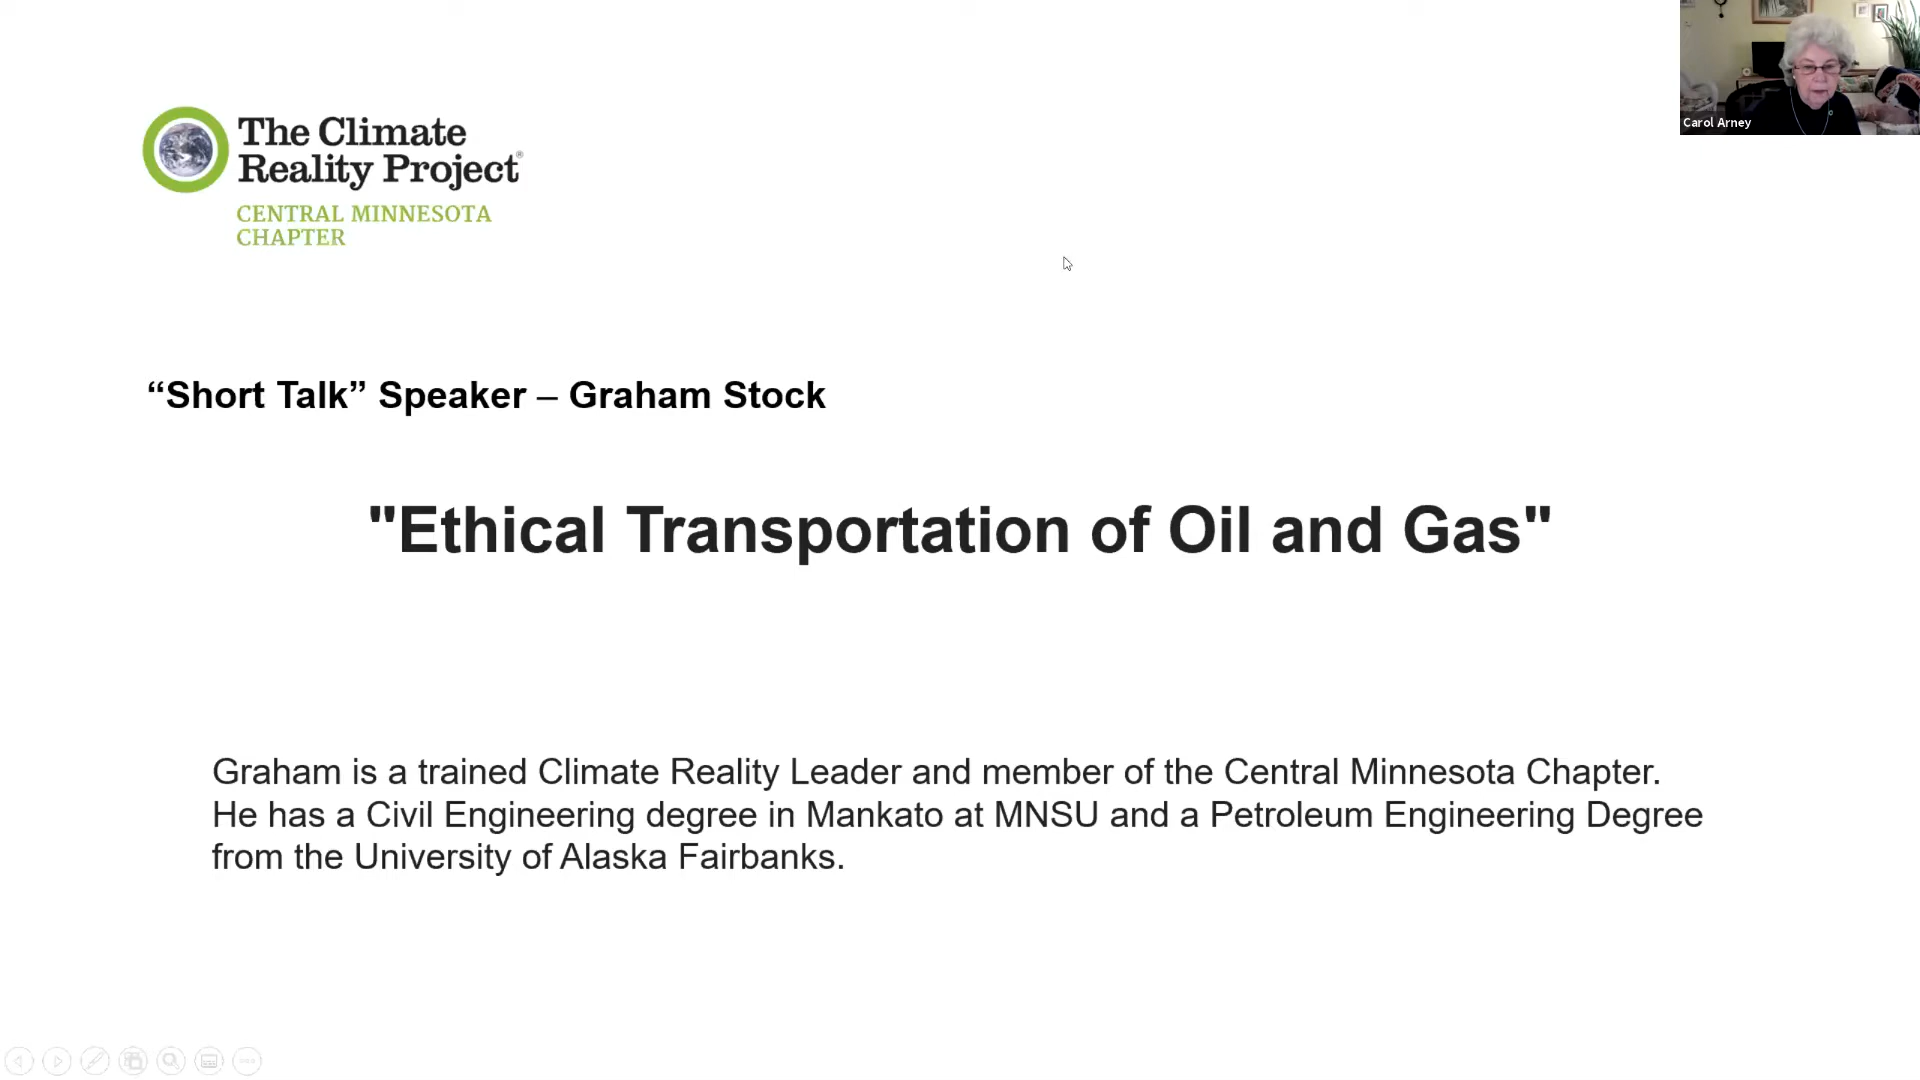 Carol Arney
The Climate
Reality Project®
CENTRAL MINNESOTA
CHAPTER
“Short Talk” Speaker – Graham Stock
"Ethical Transportation of Oil and Gas"
Graham is a trained Climate Reality Leader and member of the Central Minnesota Chapter.
He has a Civil Engineering degree in Mankato at MNSU and a Petroleum Engineering Degree
from the University of Alaska Fairbanks.